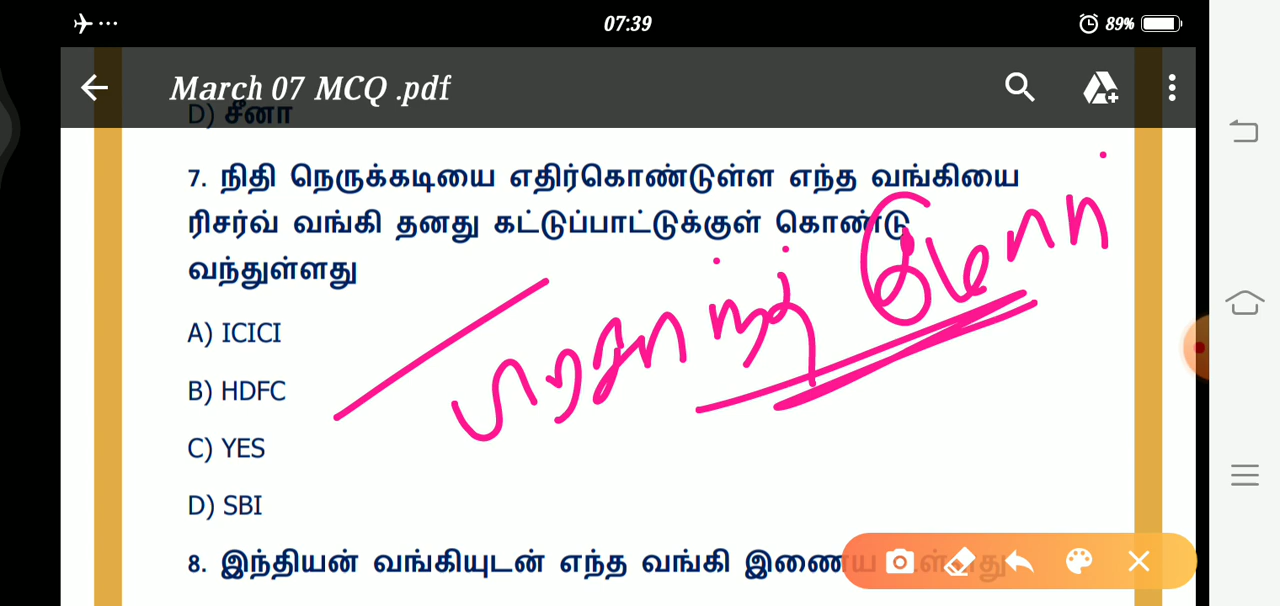 07:39
89%
March 07 MCQ .pdf
D) சீனா
7. நிதி நெருக்கடியை எதிர்கொண்டுள்ள எந்த வங்கியை
ரிசர்வ் வங்கி தனது கட்டுப்பாட்டுக்குள் கொண்டு
வந்துள்ளது
A) ICICI
B) HDFC
C) YES
D) SBI
8. இந்தியன் வங்கியுடன் எந்த வங்கி